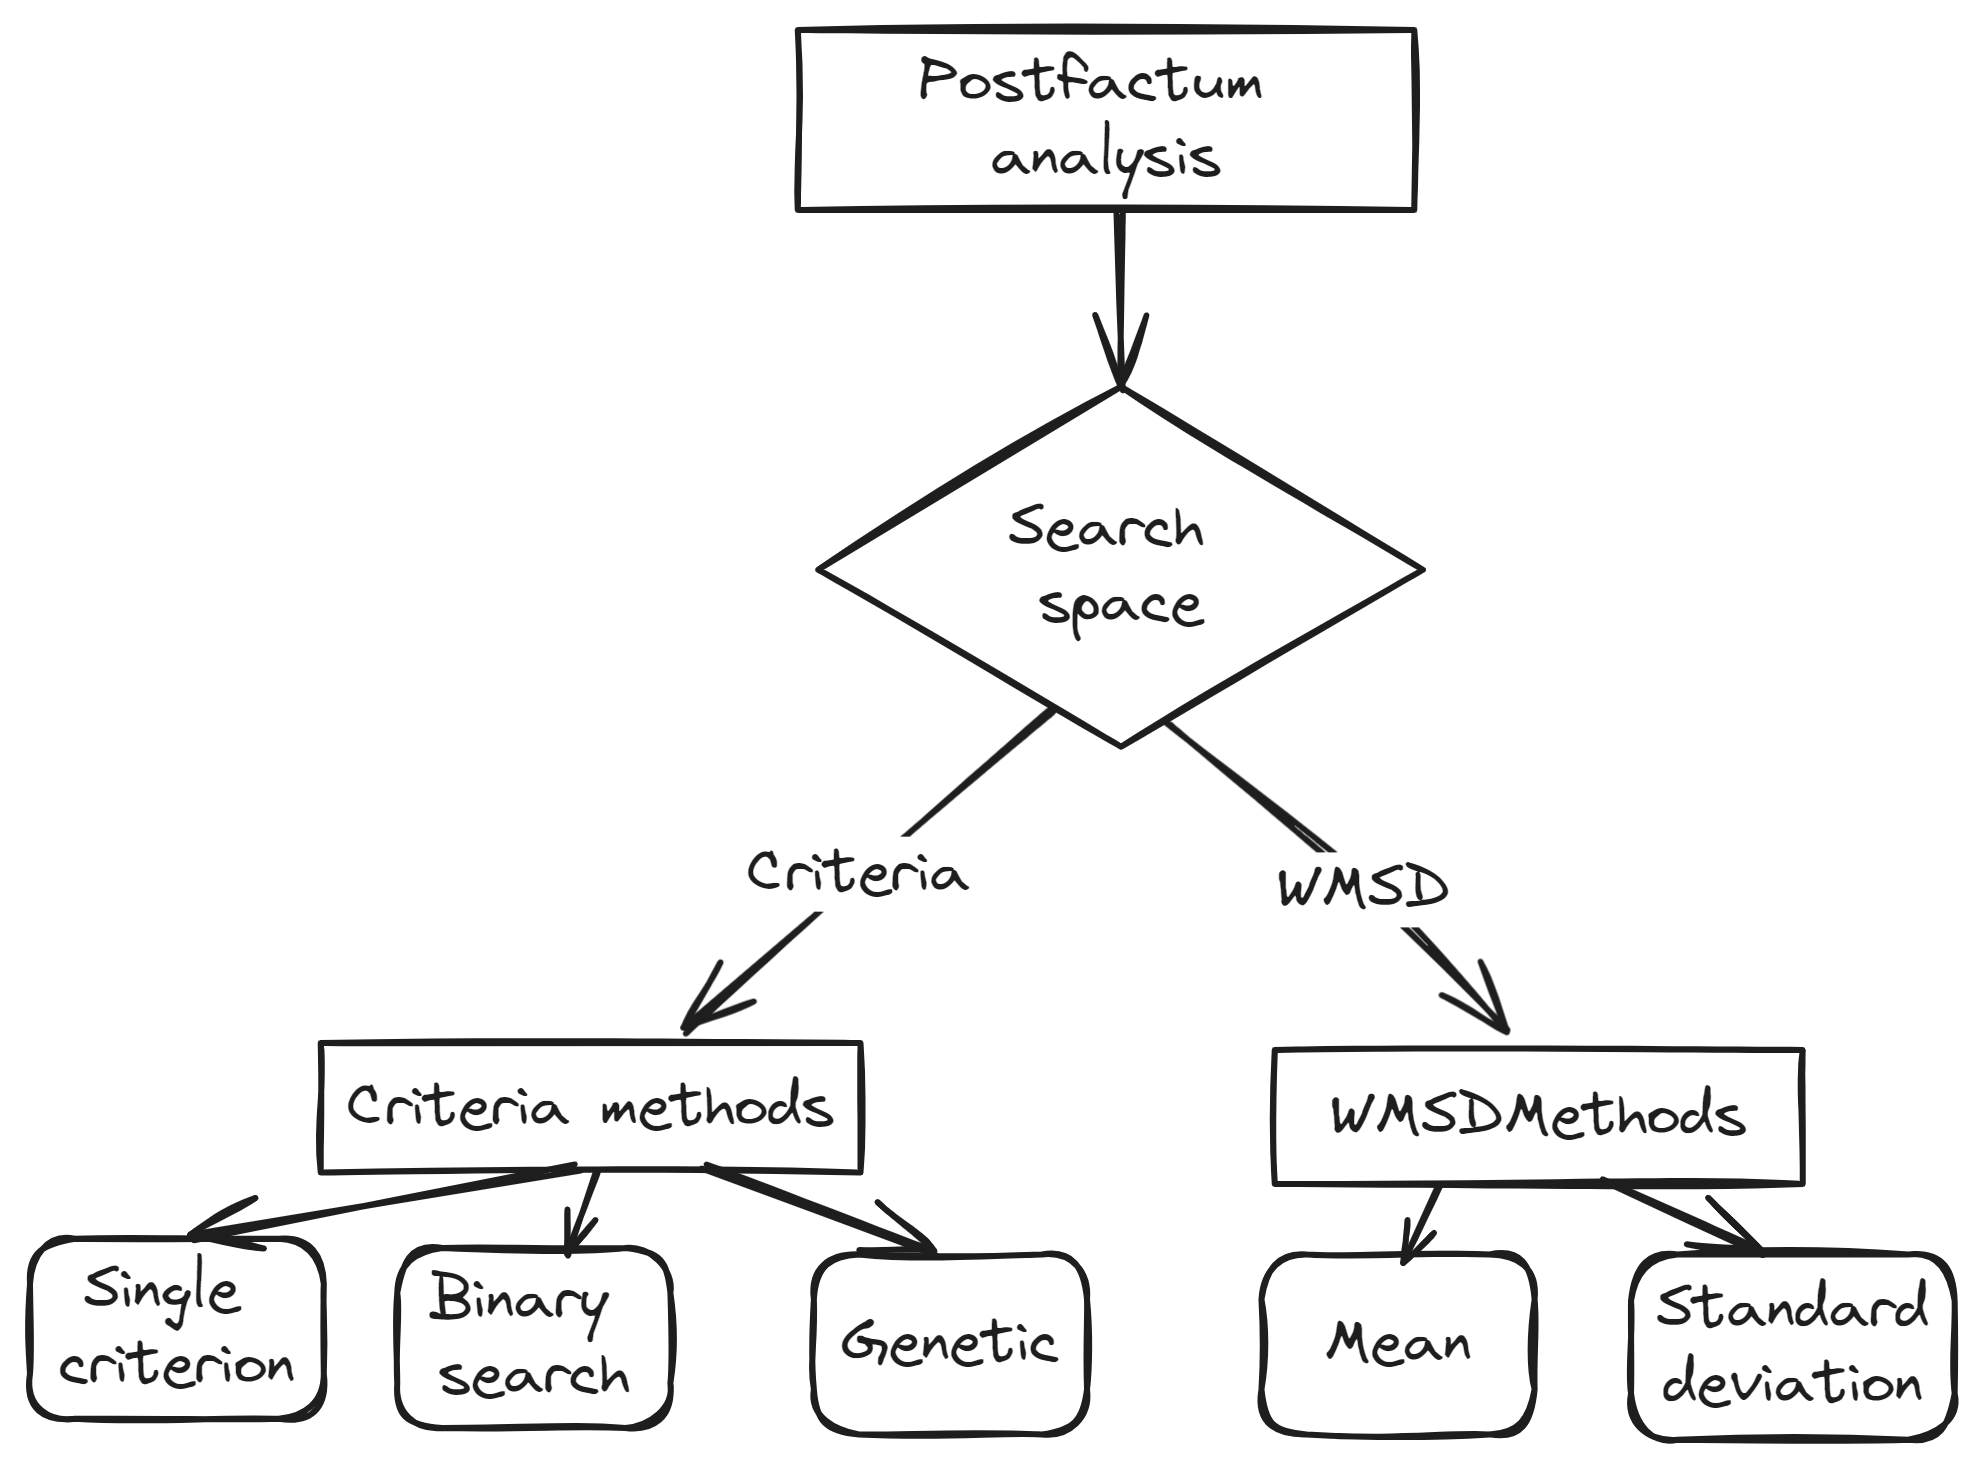 Postfactum
analysis
Search
space
Criteria
WMSD
Criteria methods
WMSDMethods
Single
criterion
Binary
search
Genetic
Mean
Standard
deviation